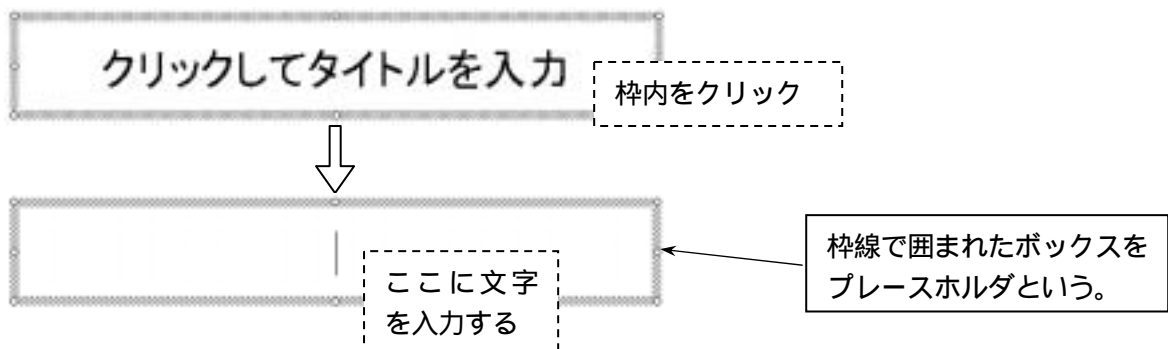 クリックしてタイトルを入力
枠内をクリック
枠線で囲まれたボックスを
プレースホルダという。
ここに文字
を入力する